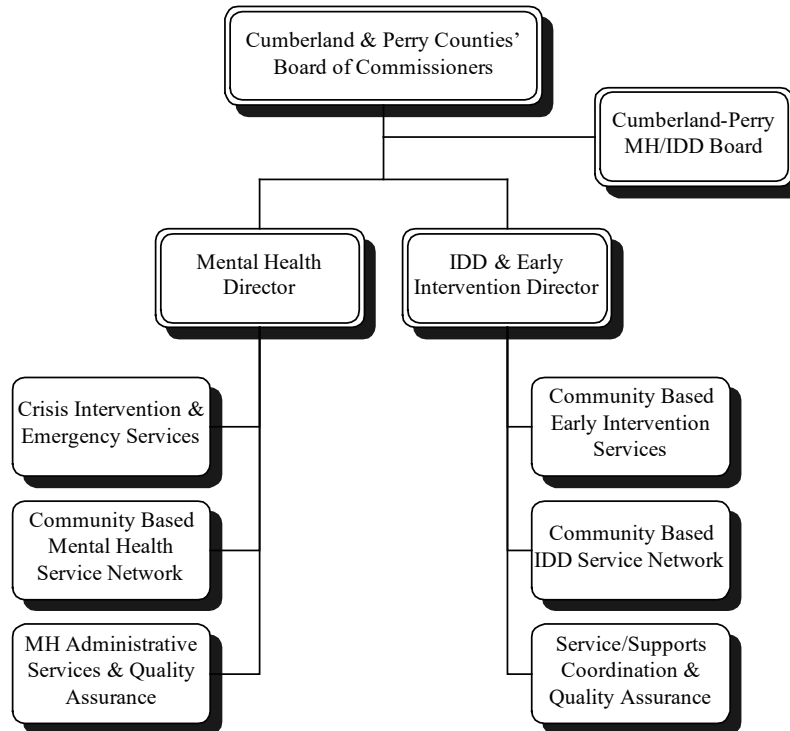 Cumberland & Perry Counties’
Board of Commissioners
Cumberland-Perry
MH/IDD Board
Mental Health
Director
IDD & Early
Intervention Director
Crisis Intervention &
Emergency Services
Community Based
Mental Health
Service Network
MH Administrative
Services & Quality
Assurance
Community Based
Early Intervention
Services
Community Based
IDD Service Network
Service/Supports
Coordination &
Quality Assurance